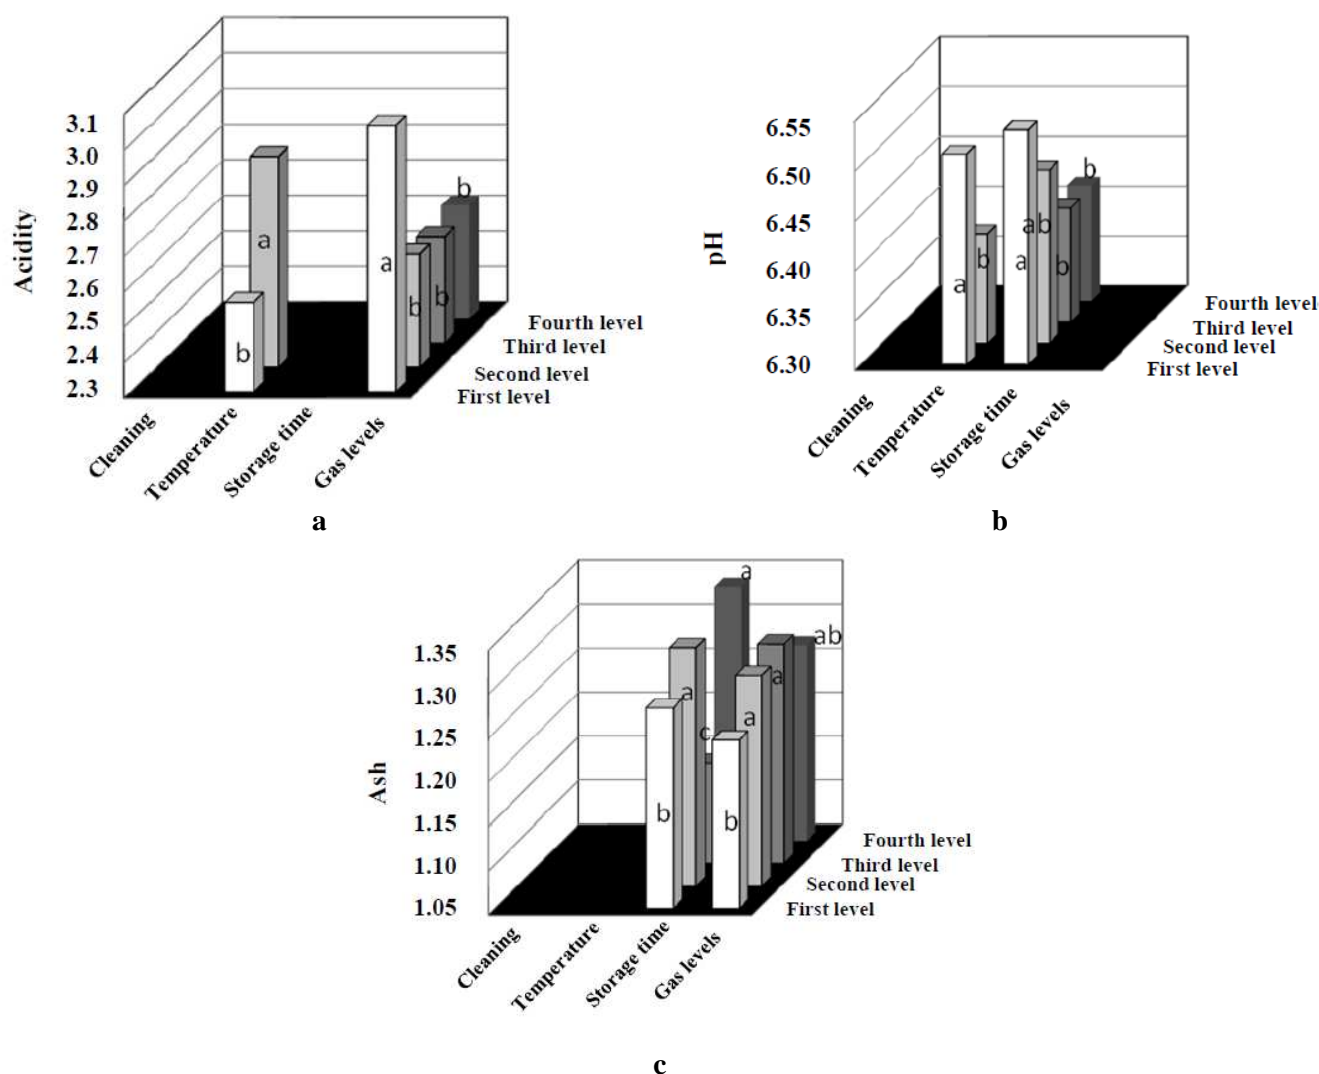 3.1
3.0
2.9
2.8
2.7
2.6
2.5
2.4
2.3
Acidity
a
b
a
b
b
b
Fourth level
Third level
Second level
First level
Cleaning
Temperature
Storage time
Gas levels
a
6.55
6.50
6.45
6.40
6.35
6.30
pH
a
b
a
ab
b
b
Fourth level
Third level
Second level
First level
Cleaning
Temperature
Storage time
Gas levels
b
1.35
1.30
1.25
1.20
1.15
1.10
1.05
Ash
b
a
c
a
b
a
a
ab
Fourth level
Third level
Second level
First level
Cleaning
Temperature
Storage time
Gas levels
c